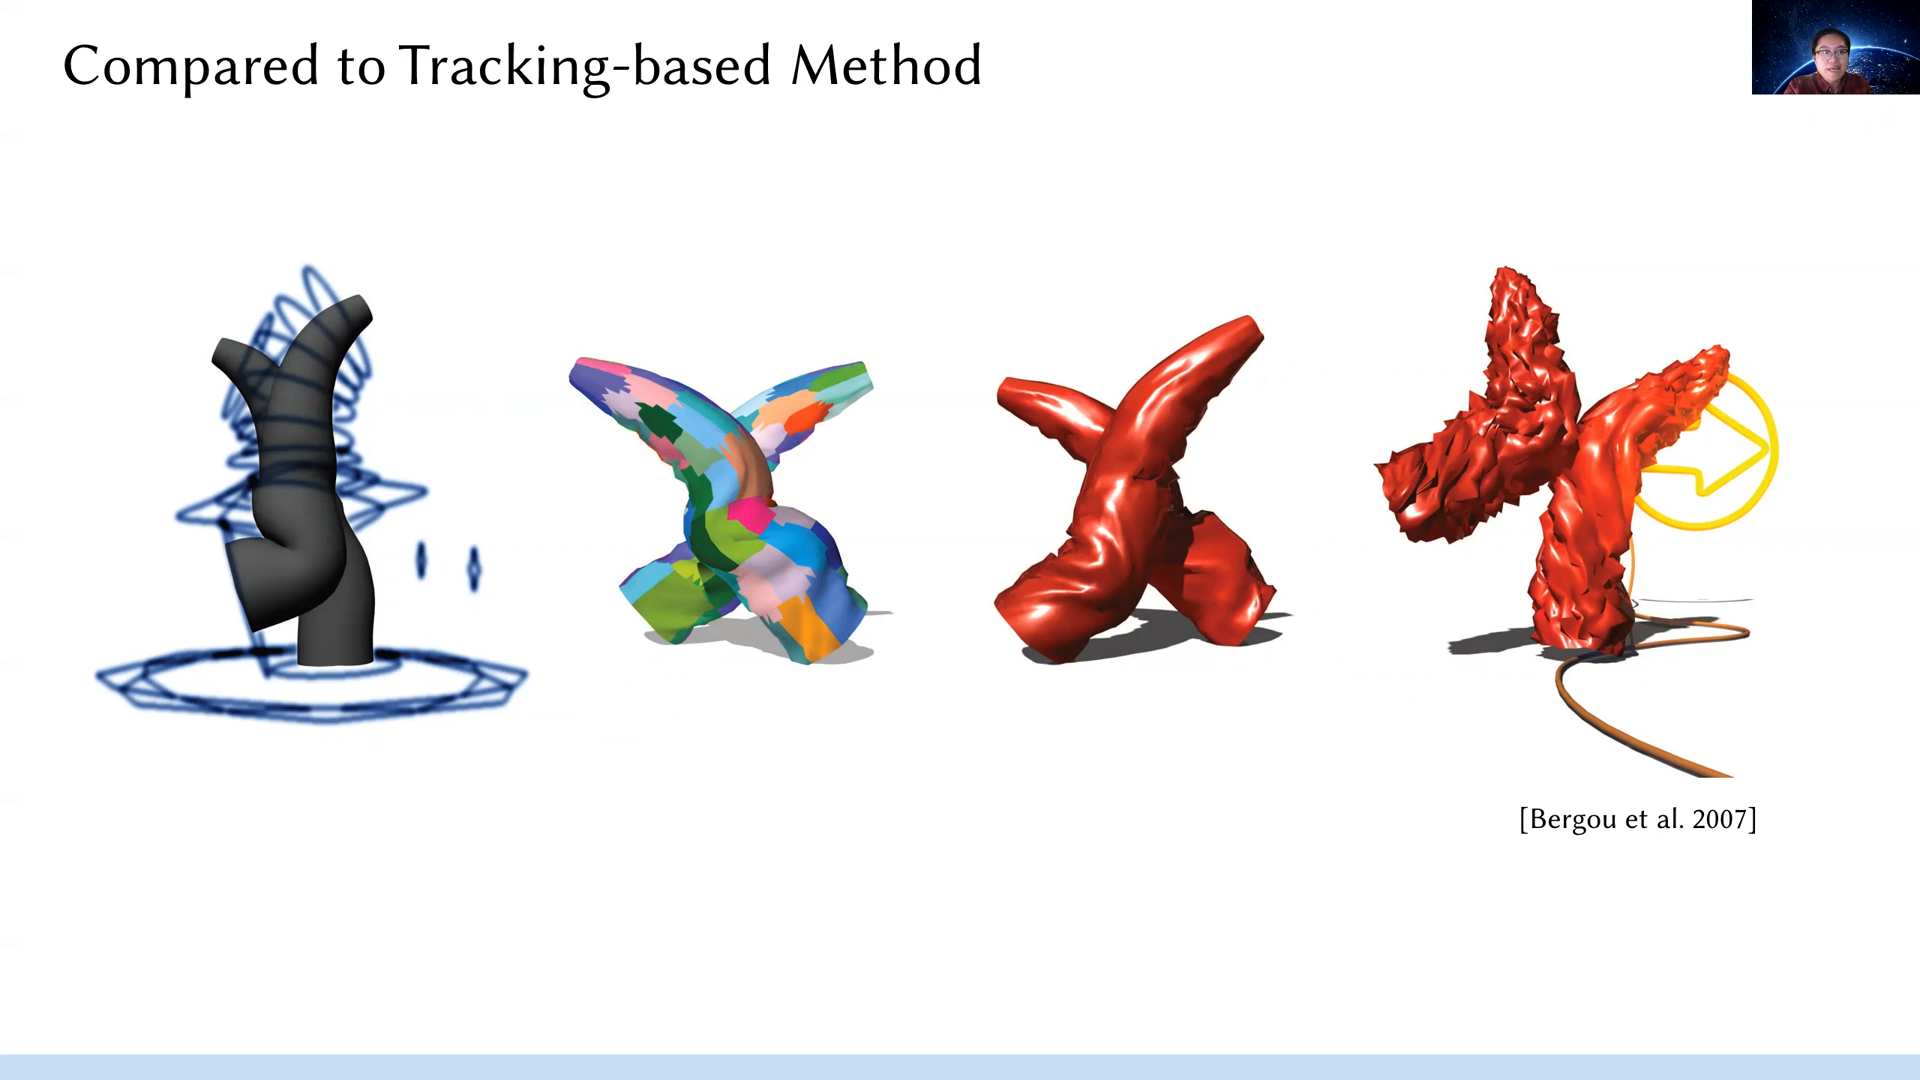 Compared to Tracking-based Method
[Bergou et al. 2007]